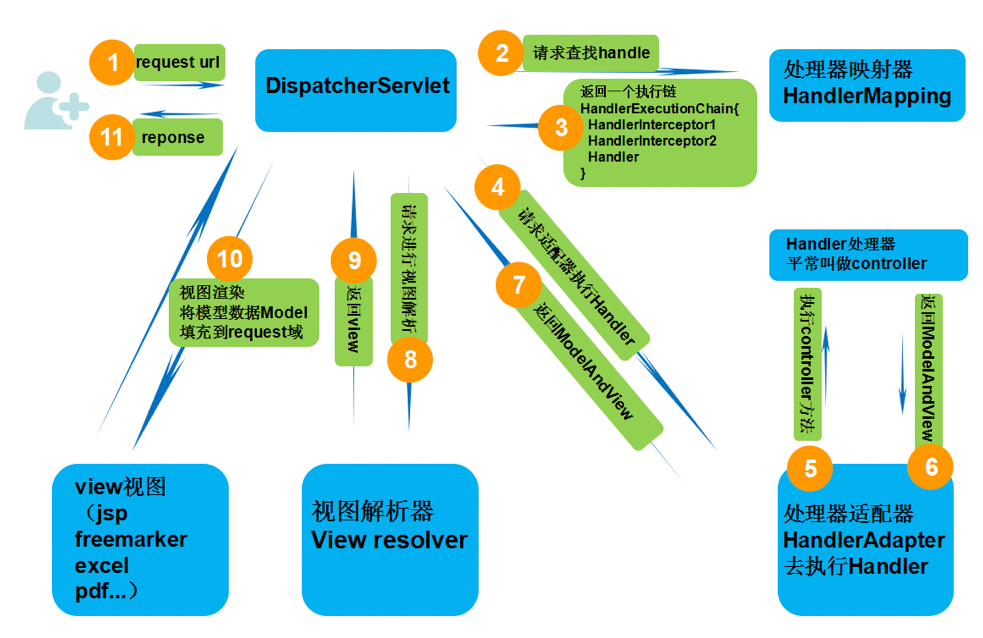 1
request url
DispatcherServlet
2
请求查找handle
处理器映射器
HandlerMapping
11
reponse
3
返回一个执行链
HandlerExecutionChain{
HandlerInterceptor1
HandlerInterceptor2
Handler
}
4
请求适配器执行Handler
7
返回ModelAndView
Handler处理器
平常叫做controller
10
视图渲染
将模型数据Model
填充到request域
9
返回view
请求进行视图解析
8
执行controller方法
5
返回ModelAndView
6
view视图
（jsp
freemarker
excel
pdf...）
视图解析器
View resolver
处理器适配器
HandlerAdapter
去执行Handler